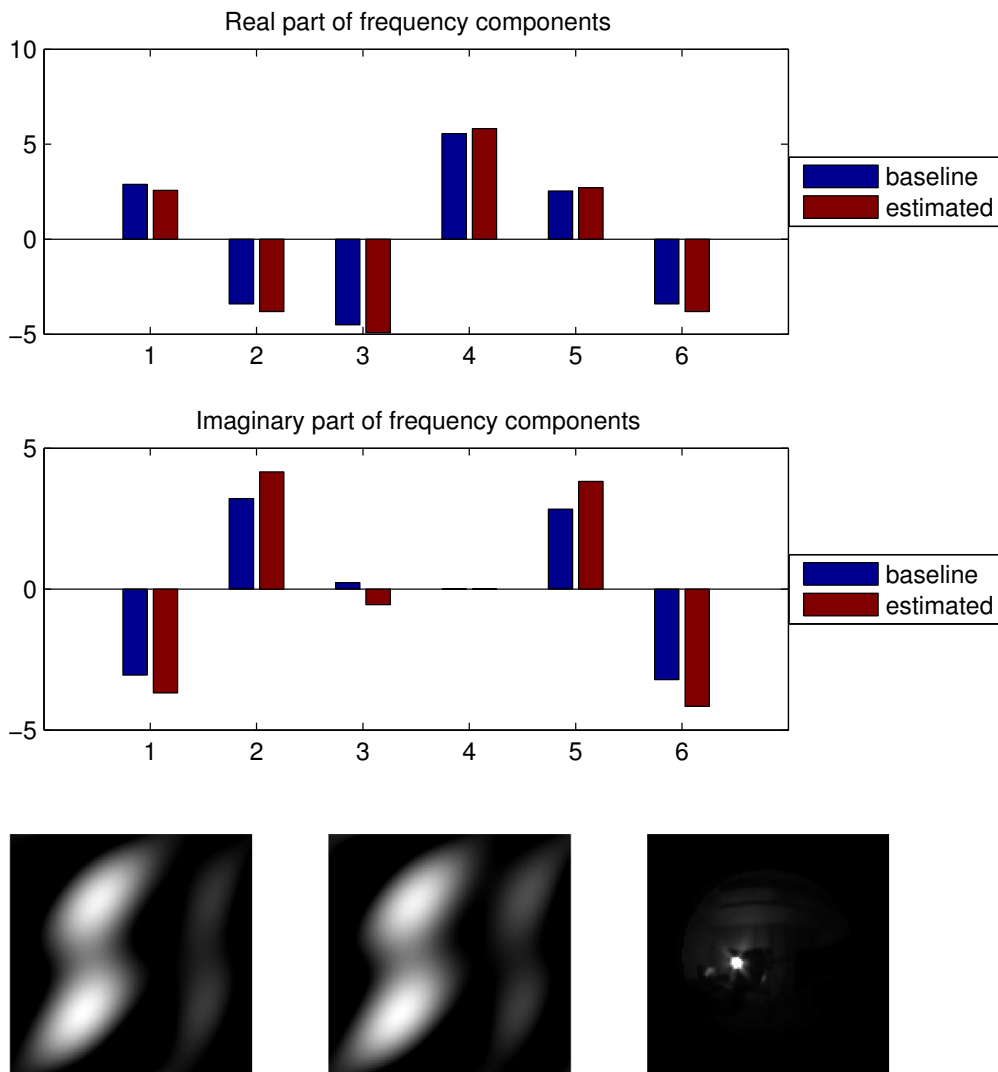 Real part of frequency components
10
5
0
−5
1 2 3 4 5 6
baseline
estimated
Imaginary part of frequency components
5
0
−5
1 2 3 4 5 6
baseline
estimated